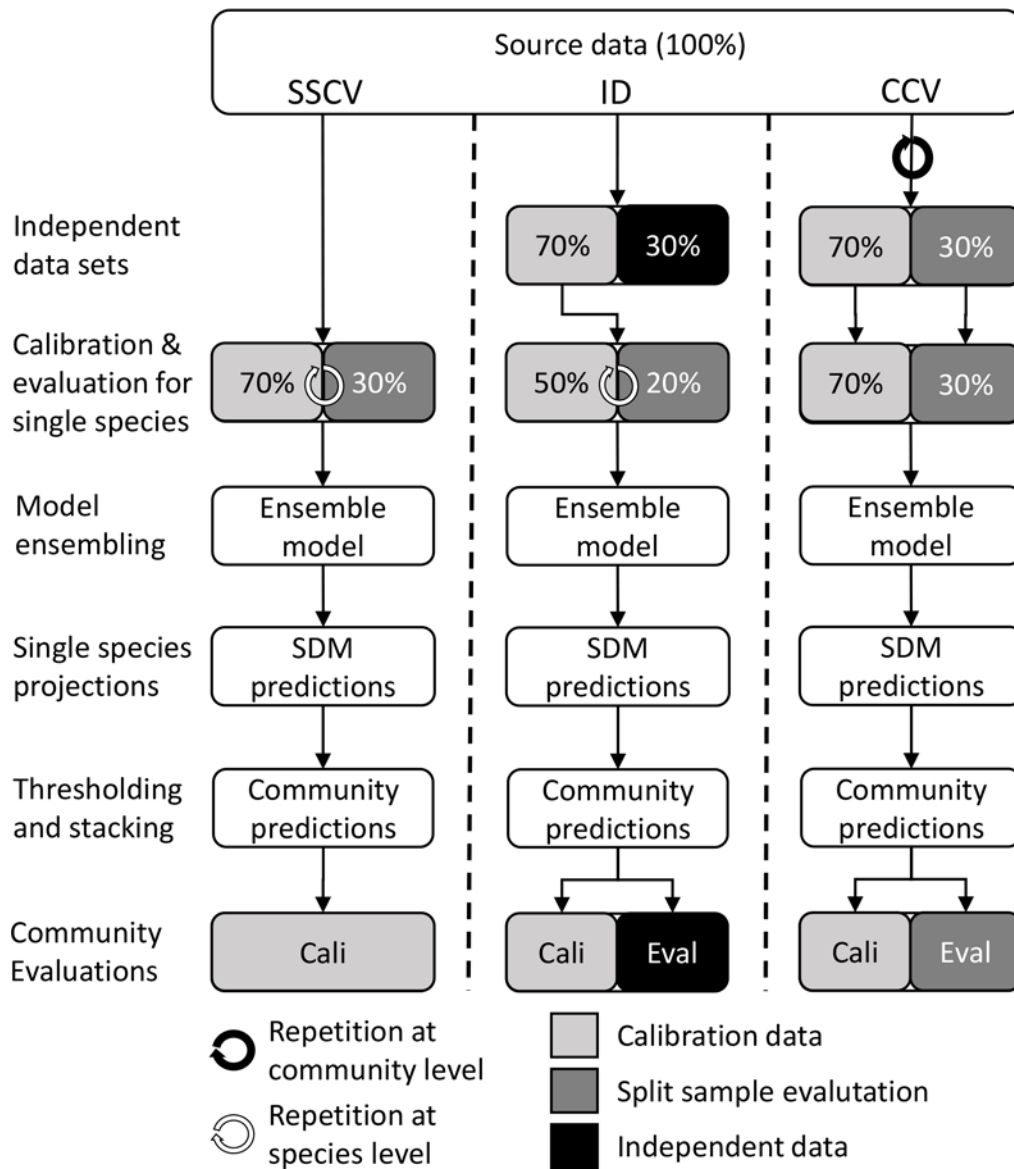 Source data (100%)
SSCV ID CCV
Independent
data sets
70% 30% 70% 30%
Calibration &
evaluation for
single species
70% 30% 50% 20% 70% 30%
Model
ensembling
Ensemble
model
Ensemble
model
Ensemble
model
Single species
projections
SDM
predictions
SDM
predictions
SDM
predictions
Thresholding
and stacking
Community
predictions
Community
predictions
Community
predictions
Community
Evaluations
Cali Cali Eval Cali Eval
Repetition at
community level
Repetition at
species level
Calibration data
Split sample evalutation
Independent data